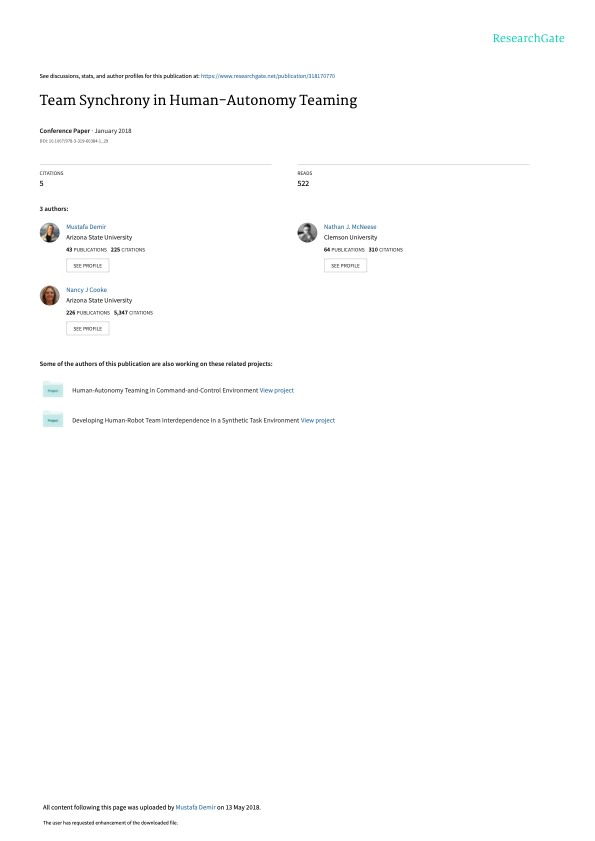 ResearchGate
See discussions, stats, and author profiles for this publication at: https://www.researchgate.net/publication/318170770
Team Synchrony in Human–Autonomy Teaming
Conference Paper · January 2018
DOI: 10.1007/978-3-319-60384-1_29
CITATIONS
5
READS
522
3 authors:
Mustafa Demir
Arizona State University
43 PUBLICATIONS 225 CITATIONS
SEE PROFILE
Nathan J. McNeese
Clemson University
64 PUBLICATIONS 310 CITATIONS
SEE PROFILE
Nancy J Cooke
Arizona State University
226 PUBLICATIONS 5,347 CITATIONS
SEE PROFILE
Some of the authors of this publication are also working on these related projects:
Project
Human-Autonomy Teaming in Command-and-Control Environment View project
Project
Developing Human-Robot Team Interdependence in a Synthetic Task Environment View project
All content following this page was uploaded by Mustafa Demir on 13 May 2018.
The user has requested enhancement of the downloaded file.